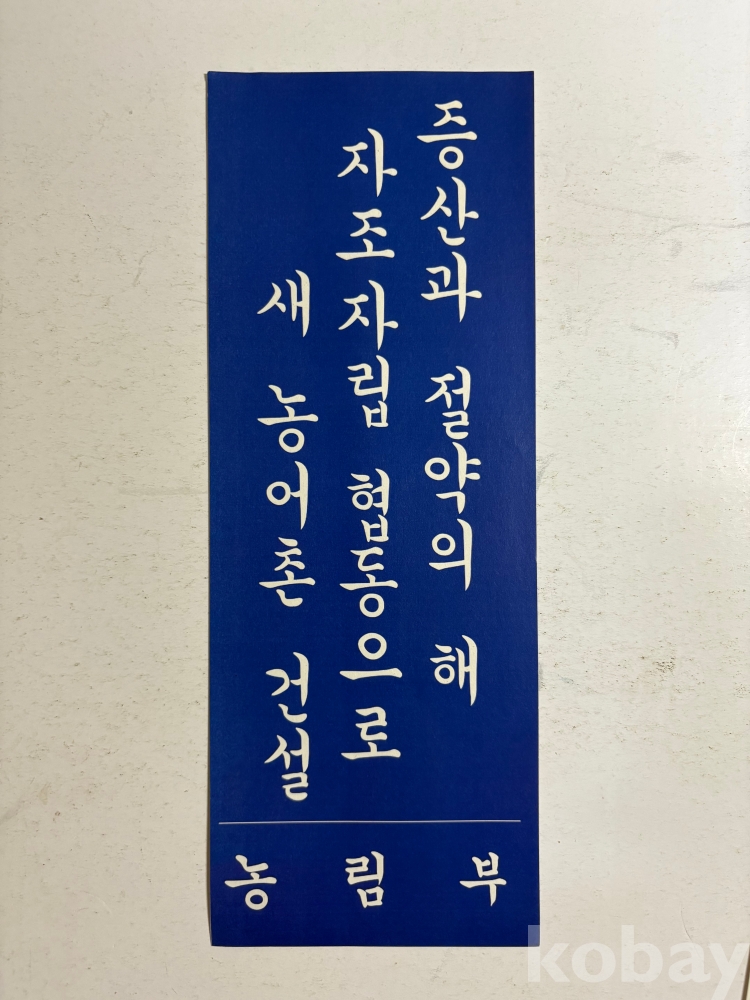 증산과 절약의 해
자조 자립 협동으로
새 농어촌 건설
농림부
kobay